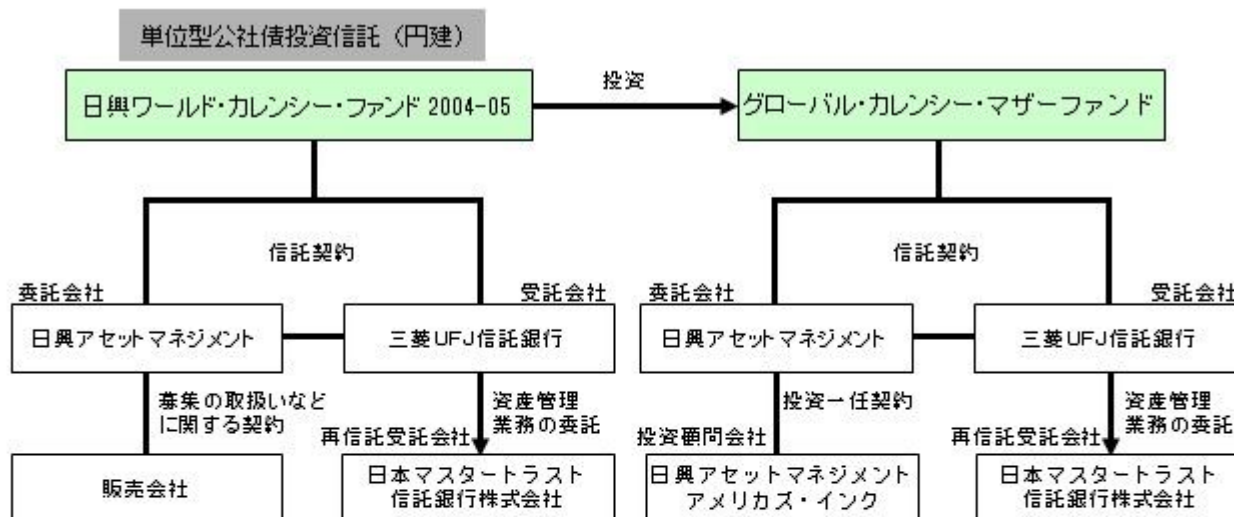 単位型公社債投資信託（円建）
日興ワールド・カレンシー・ファンド 2004-05
投資
グローバル・カレンシー・マザーファンド
信託契約
信託契約
委託会社
受託会社
委託会社
受託会社
日興アセットマネジメント
三菱UFJ信託銀行
日興アセットマネジメント
三菱UFJ信託銀行
募集の取扱いなど
に関する契約
資産管理
業務の委託
投資一任契約
資産管理
業務の委託
再信託受託会社
投資顧問会社
再信託受託会社
販売会社
日本マスタートラスト
信託銀行株式会社
日興アセットマネジメント
アメリカズ・インク
日本マスタートラスト
信託銀行株式会社